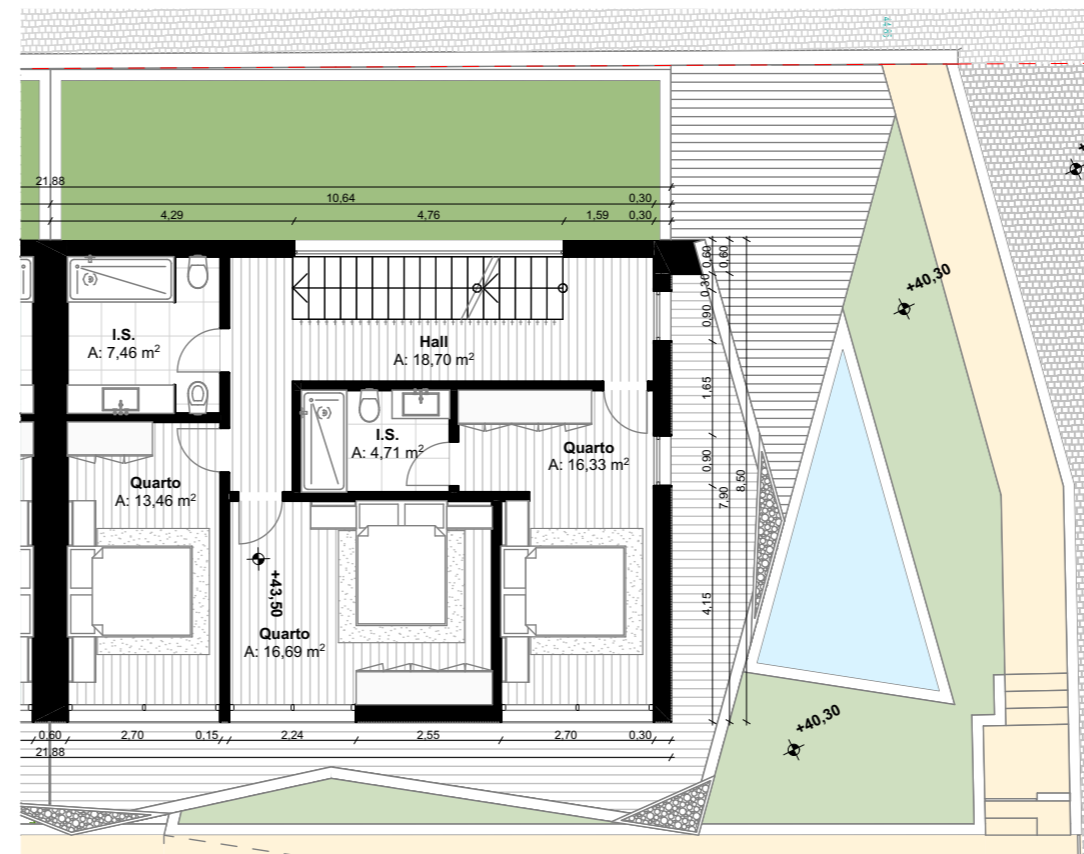 44,85
21,88
10,64
0,30
4,29
4,76
1,59
0,30
I.S.
A: 7,46 m²
Hall
A: 18,70 m²
I.S.
A: 4,71 m²
Quarto
A: 16,33 m²
Quarto
A: 13,46 m²
+43,50
Quarto
A: 16,69 m²
0,60
0,60
0,30
0,90
1,65
0,90
7,90
8,50
4,15
+40,30
+40,30
0,60
2,70
0,15
2,24
2,55
2,70
0,30
21,88